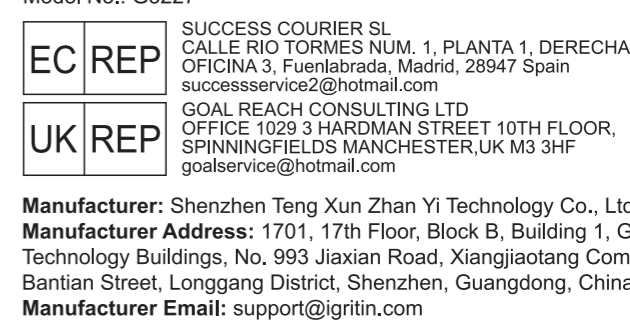 EC REP
SUCCESS COURIER SL
CALLE RIO TORMES NUM. 1, PLANTA 1, DERECHA
OFICINA 3, Fuenlabrada, Madrid, 28947 Spain
successservice2@hotmail.com
UK REP
GOAL REACH CONSULTING LTD
OFFICE 1029 3 HARDMAN STREET 10TH FLOOR,
SPINNINGFIELDS MANCHESTER,UK M3 3HF
goalservice@hotmail.com
Manufacturer: Shenzhen Teng Xun Zhan Yi Technology Co., Ltd
Manufacturer Address: 1701, 17th Floor, Block B, Building 1,
Technology Buildings, No. 993 Jiaxian Road, Xiangjiaotang
Bantian Street, Longgang District, Shenzhen, Guangdong, China
Manufacturer Email: support@igritin.com